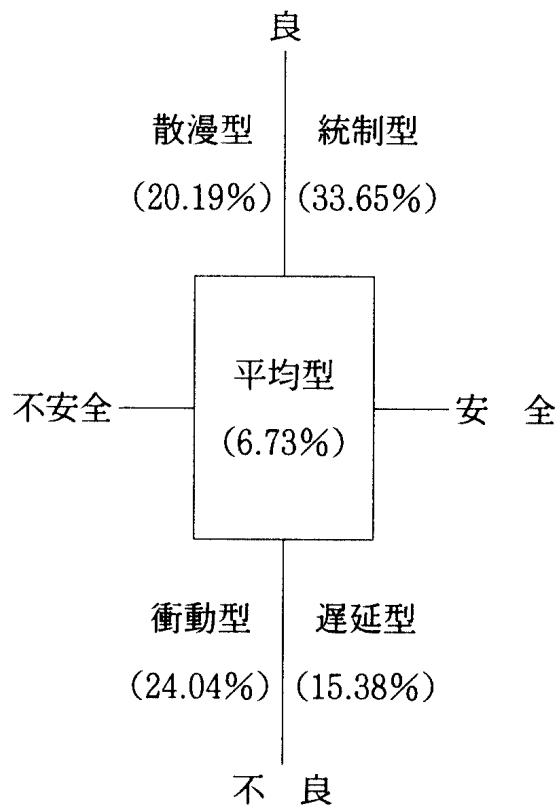 良
散漫型 統制型
(20.19%) (33.65%)
平均型
不安全 安 全
(6.73%)
衝動型 遅延型
(24.04%) (15.38%)
不 良